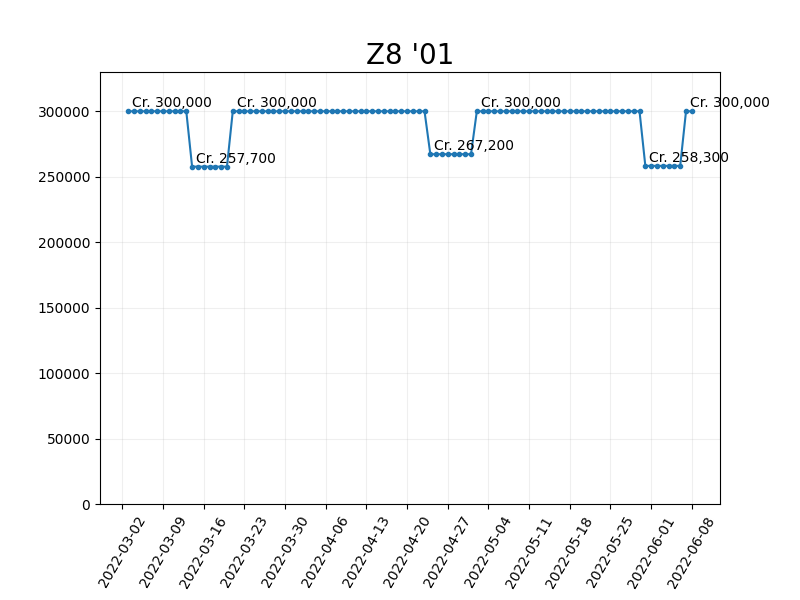 Z8 '01
Cr. 300,000
Cr. 300,000
Cr. 300,000
Cr. 300,000
Cr. 257,700
Cr. 267,200
Cr. 258,300
300000
250000
200000
150000
100000
50000
0
2022-03-02
2022-03-09
2022-03-16
2022-03-23
2022-03-30
2022-04-06
2022-04-13
2022-04-20
2022-04-27
2022-05-04
2022-05-11
2022-05-18
2022-05-25
2022-06-01
2022-06-08